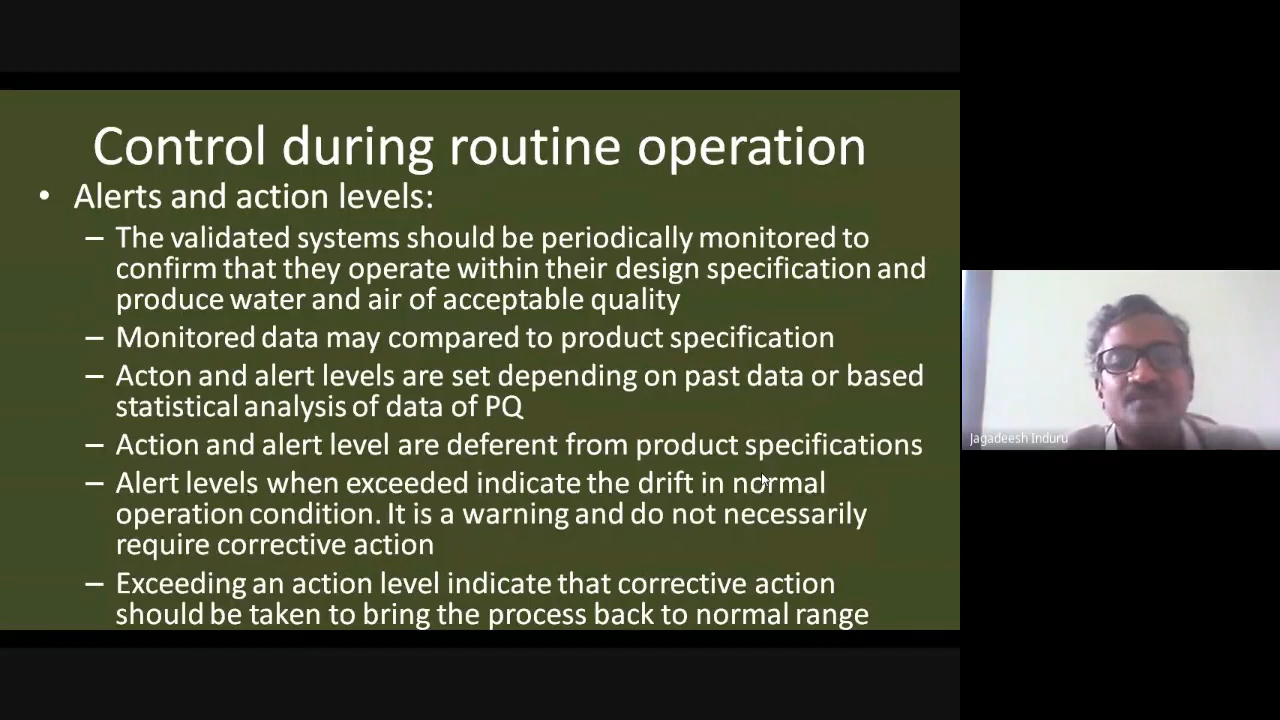 Control during routine operation
• Alerts and action levels:
– The validated systems should be periodically monitored to
confirm that they operate within their design specification and
produce water and air of acceptable quality
– Monitored data may compared to product specification
– Acton and alert levels are set depending on past data or based
statistical analysis of data of PQ
– Action and alert level are deferent from product specifications
– Alert levels when exceeded indicate the drift in normal
operation condition. It is a warning and do not necessarily
require corrective action
– Exceeding an action level indicate that corrective action
should be taken to bring the process back to normal range
Jagadeesh Induru